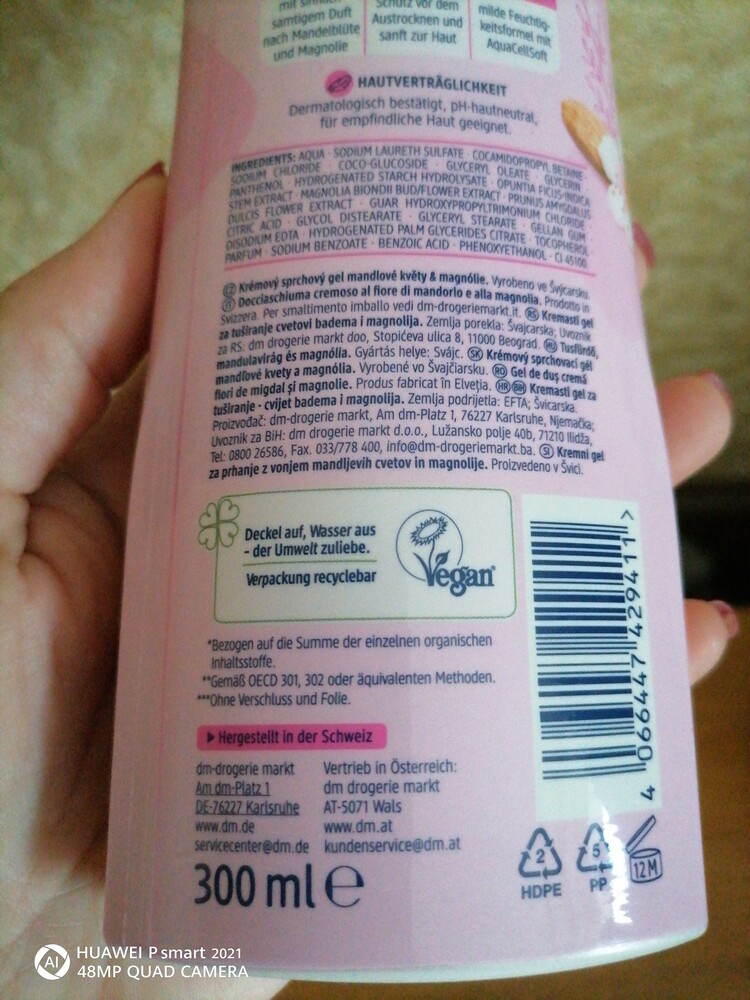 mit sinnlich
samtigem Duft
nach Mandelblüte
und Magnolie
Schutz vor dem
Austrocknen und
sanft zur Haut
milde Feuchtig-
keitsformel mit
AquaCellSoft
HAUTVERTRÄGLICHKEIT
Dermatologisch bestätigt, pH-hautneutral,
für empfindliche Haut geeignet.
INGREDIENTS: AQUA · SODIUM LAURETH SULFATE · COCAMIDOPROPYL BETAINE ·
SODIUM CHLORIDE · COCO-GLUCOSIDE · GLYCERYL OLEATE · GLYCERIN ·
PANTHENOL · HYDROGENATED STARCH HYDROLYSATE · OPUNTIA FICUS-INDICA
STEM EXTRACT · MAGNOLIA BIONDII BUD/FLOWER EXTRACT · PRUNUS AMYGDALUS
DULCIS FLOWER EXTRACT · GUAR HYDROXYPROPYLTRIMONIUM CHLORIDE ·
CITRIC ACID · GLYCOL DISTEARATE · GLYCERYL STEARATE · GELLAN GUM ·
DISODIUM EDTA · HYDROGENATED PALM GLYCERIDES CITRATE · TOCOPHEROL ·
PARFUM · SODIUM BENZOATE · BENZOIC ACID · PHENOXYETHANOL · CI 45100
CZ Krémový sprchový gel mandlové květy & magnólie. Vyrobeno ve Švýcarsku.
IT Docciaschiuma cremoso al fiore di mandorlo e alla magnolia. Prodotto in
Svizzera. Per smaltimento imballo vedi dm-drogeriemarkt.it. RS Kremasti gel
za tuširanje cvetovi badema i magnolija. Zemlja porekla: Švajcarska; Uvoznik
za RS: dm drogerie markt doo, Stopićeva ulica 8, 11000 Beograd. HU Tusfürdő,
mandulavirág és magnólia. Gyártás helye: Svájc. SK Krémový sprchovací gél
mandľové kvety a magnólia. Vyrobené vo Švajčiarsku. RO Gel de duș cremă
flori de migdal și magnolie. Produs fabricat în Elveția. HR BIH Kremasti gel za
tuširanje - cvijet badema i magnolija. Zemlja podrijetla: EFTA; Švicarska.
Proizvođač: dm-drogerie markt, Am dm-Platz 1, 76227 Karlsruhe, Njemačka;
Uvoznik za BiH: dm drogerie markt d.o.o., Lužansko polje 40b, 71210 Ilidža,
Tel: 0800 26586, Fax. 033/778 400, info@dm-drogeriemarkt.ba. SI Kremni gel
za prhanje z vonjem mandljevih cvetov in magnolije. Proizvedeno v Švici.
Deckel auf, Wasser aus
- der Umwelt zuliebe.
Verpackung recyclebar
Vegan
*Bezogen auf die Summe der einzelnen organischen
Inhaltsstoffe.
**Gemäß OECD 301, 302 oder äquivalenten Methoden.
***Ohne Verschluss und Folie.
Hergestellt in der Schweiz
dm-drogerie markt
Am dm-Platz 1
DE-76227 Karlsruhe
www.dm.de
servicecenter@dm.de
Vertrieb in Österreich:
dm drogerie markt
AT-5071 Wals
www.dm.at
kundenservice@dm.at
300 ml e
4 066447 429411 >
2
HDPE
5
PP
12M
AI
HUAWEI P smart 2021
48MP QUAD CAMERA